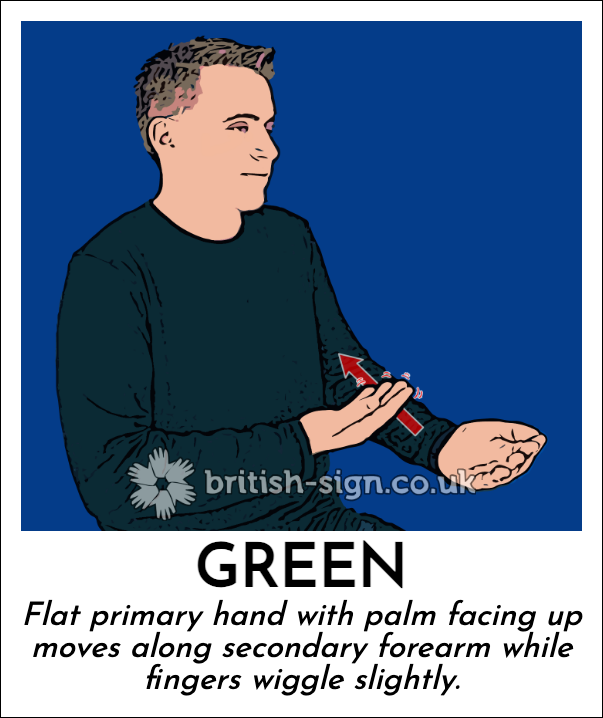 british-sign.co.uk
GREEN
Flat primary hand with palm facing up
moves along secondary forearm while
fingers wiggle slightly.